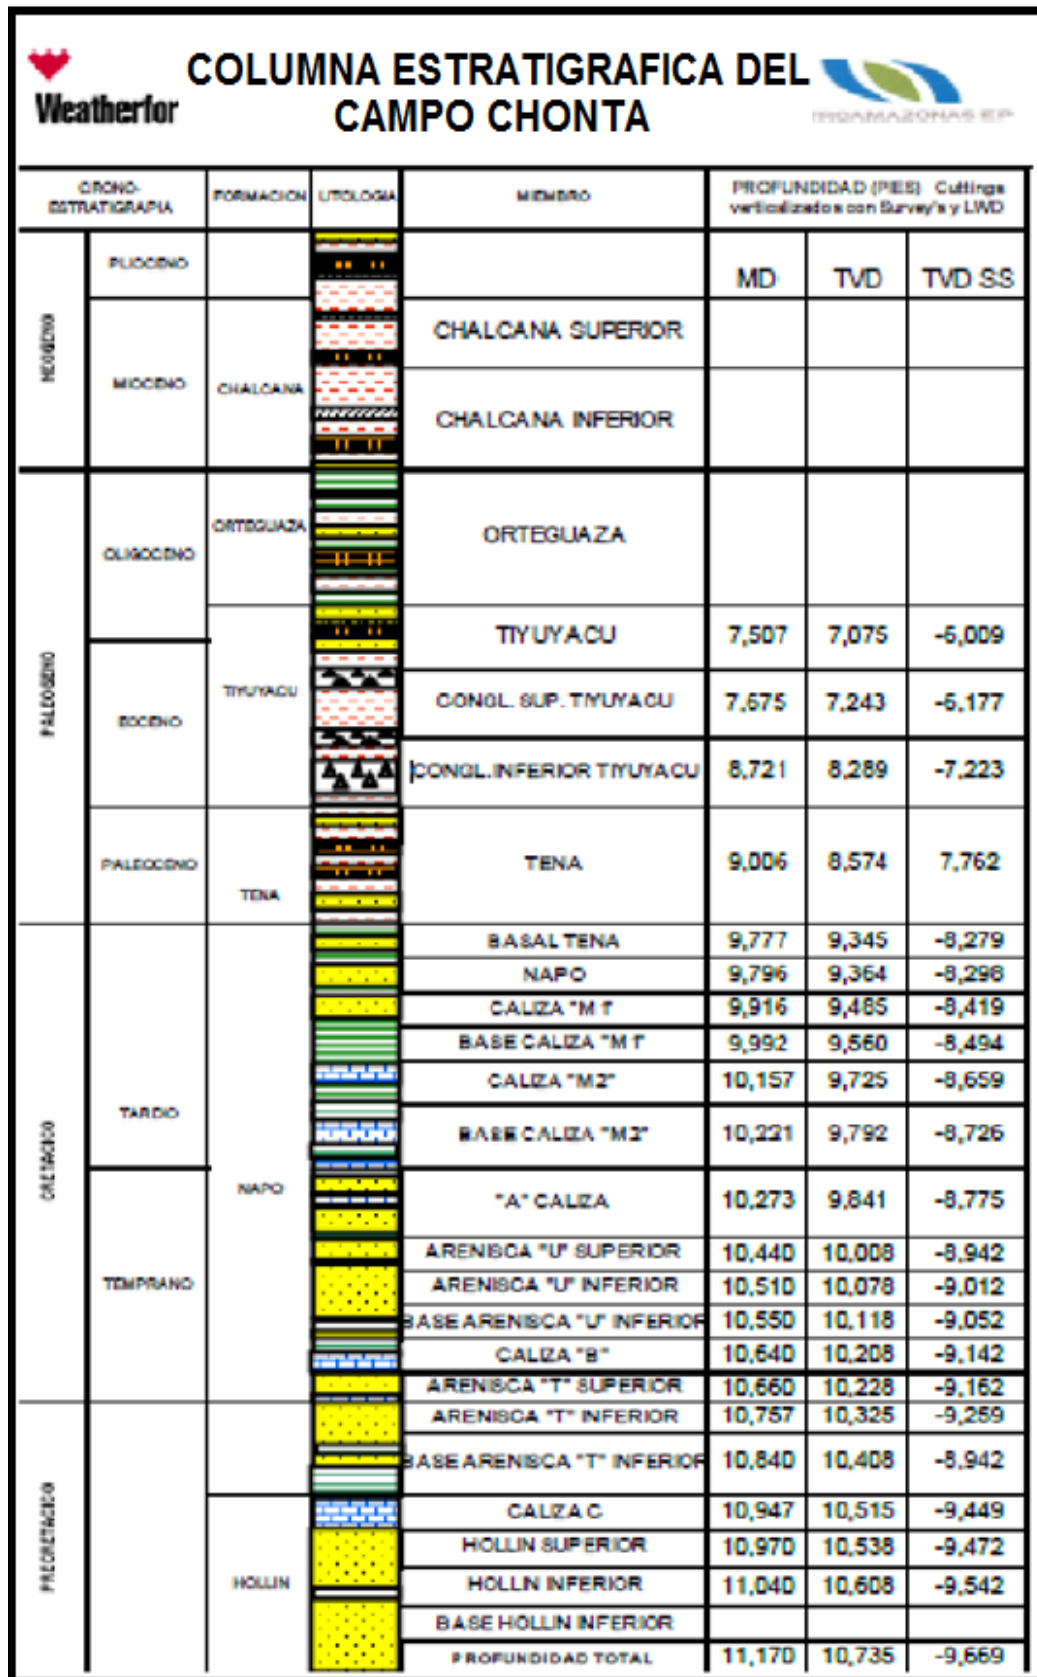 Weatherfor
COLUMNA ESTRATIGRAFICA DEL
CAMPO CHONTA
CRONO-
ESTRATIGRAFIA
FORMACION LITOLOGIA MIEMBRO PROFUNDIDAD (PIES) Cuttings
verticalizados con Survey's y LWD
MD TVD TVD SS
NEOGENO
PLIOCENO
MIOCENO
CHALCANA
CHALCANA SUPERIOR
CHALCANA INFERIOR
PALEOGENO
OLIGOCENO
ORTEGUAZA
ORTEGUAZA
TIYUYACU
TIYUYACU 7,507 7,075 -6,009
EOCENO
CONGL. SUP. TIYUYACU 7,675 7,243 -6,177
CONGL.INFERIOR TIYUYACU 8,721 8,289 -7,223
PALEOCENO
TENA
TENA 9,006 8,574 7,762
CRETACICO
TARDIO
NAPO
BASAL TENA 9,777 9,345 -8,279
NAPO 9,796 9,364 -8,298
CALIZA "M 1" 9,916 9,485 -8,419
BASE CALIZA "M 1" 9,992 9,560 -8,494
CALIZA "M2" 10,157 9,725 -8,659
BASE CALIZA "M2" 10,221 9,792 -8,726
TEMPRANO
"A" CALIZA 10,273 9,841 -8,775
ARENISCA "U" SUPERIOR 10,440 10,008 -8,942
ARENISCA "U" INFERIOR 10,510 10,078 -9,012
BASE ARENISCA "U" INFERIOR 10,550 10,118 -9,052
CALIZA "B" 10,640 10,208 -9,142
ARENISCA "T" SUPERIOR 10,660 10,228 -9,162
PRECRETACICO
ARENISCA "T" INFERIOR 10,757 10,325 -9,259
BASE ARENISCA "T" INFERIOR 10,840 10,408 -8,942
HOLLIN
CALIZA C 10,947 10,515 -9,449
HOLLIN SUPERIOR 10,970 10,538 -9,472
HOLLIN INFERIOR 11,040 10,608 -9,542
BASE HOLLIN INFERIOR
PROFUNDIDAD TOTAL 11,170 10,735 -9,669